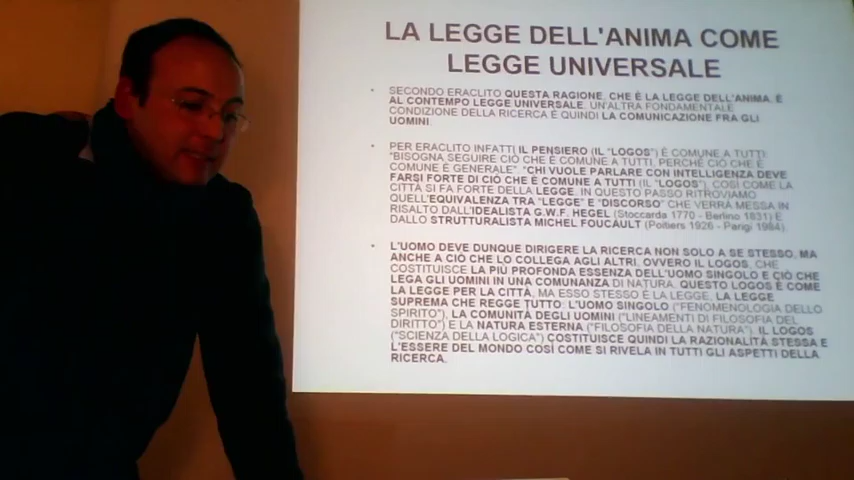 LA LEGGE DELL'ANIMA COME
LEGGE UNIVERSALE
• SECONDO ERACLITO QUESTA RAGIONE, CHE È LA LEGGE DELL'ANIMA, È
AL CONTEMPO LEGGE UNIVERSALE. UN'ALTRA FONDAMENTALE
CONDIZIONE DELLA RICERCA È QUINDI LA COMUNICAZIONE FRA GLI
UOMINI.
• PER ERACLITO INFATTI IL PENSIERO (IL "LOGOS") È COMUNE A TUTTI:
"BISOGNA SEGUIRE CIÒ CHE È COMUNE A TUTTI, PERCHÉ CIÒ CHE È
COMUNE È GENERALE". "CHI VUOLE PARLARE CON INTELLIGENZA DEVE
FARSI FORTE DI CIÒ CHE È COMUNE A TUTTI (IL "LOGOS"), COSÌ COME LA
CITTÀ SI FA FORTE DELLA LEGGE. IN QUESTO PASSO RITROVIAMO
QUELL'EQUIVALENZA TRA "LEGGE" E "DISCORSO" CHE VERRÀ MESSA IN
RISALTO DALL'IDEALISTA G.W.F. HEGEL (Stoccarda 1770 - Berlino 1831) E
DALLO STRUTTURALISTA MICHEL FOUCAULT (Poitiers 1926 - Parigi 1984)
• L'UOMO DEVE DUNQUE DIRIGERE LA RICERCA NON SOLO A SE STESSO, MA
ANCHE A CIÒ CHE LO COLLEGA AGLI ALTRI, OVVERO IL LOGOS, CHE
COSTITUISCE LA PIÙ PROFONDA ESSENZA DELL'UOMO SINGOLO E CIÒ CHE
LEGA GLI UOMINI IN UNA COMUNANZA DI NATURA. QUESTO LOGOS È COME
LA LEGGE PER LA CITTÀ, MA ESSO STESSO È LA LEGGE, LA LEGGE
SUPREMA CHE REGGE TUTTO: L'UOMO SINGOLO ("FENOMENOLOGIA DELLO
SPIRITO"), LA COMUNITÀ DEGLI UOMINI ("LINEAMENTI DI FILOSOFIA DEL
DIRITTO") E LA NATURA ESTERNA ("FILOSOFIA DELLA NATURA"). IL LOGOS
("SCIENZA DELLA LOGICA") COSTITUISCE QUINDI LA RAZIONALITÀ STESSA E
L'ESSERE DEL MONDO COSÌ COME SI RIVELA IN TUTTI GLI ASPETTI DELLA
RICERCA.